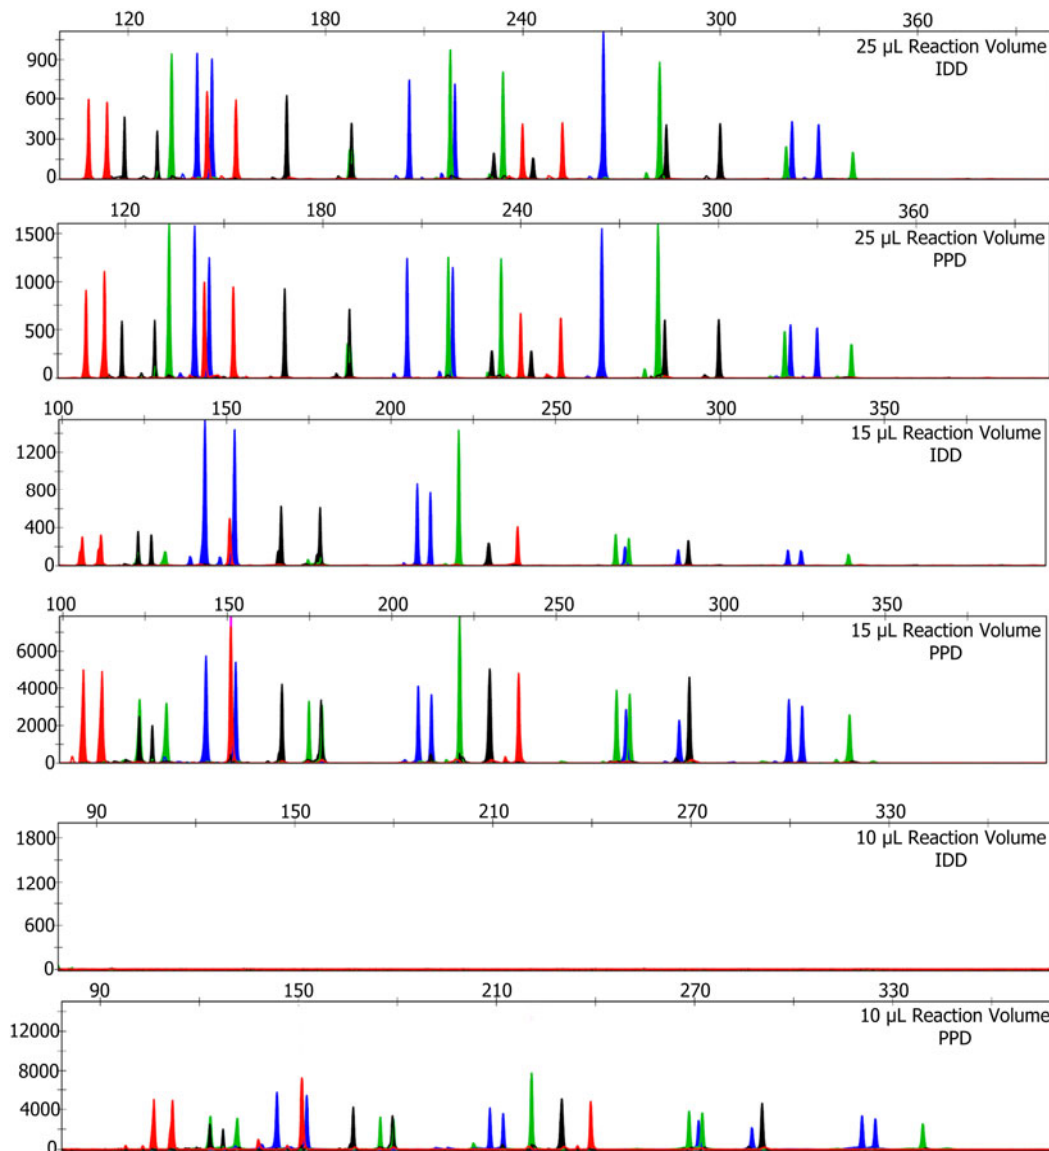 120 180 240 300 360
25 µL Reaction Volume
IDD
900
600
300
0
120 180 240 300 360
25 µL Reaction Volume
PPD
1500
1000
500
0
100 150 200 250 300 350
15 µL Reaction Volume
IDD
1200
800
400
0
100 150 200 250 300 350
15 µL Reaction Volume
PPD
6000
4000
2000
0
90 150 210 270 330
10 µL Reaction Volume
IDD
1800
1200
600
0
90 150 210 270 330
10 µL Reaction Volume
PPD
12000
8000
4000
0